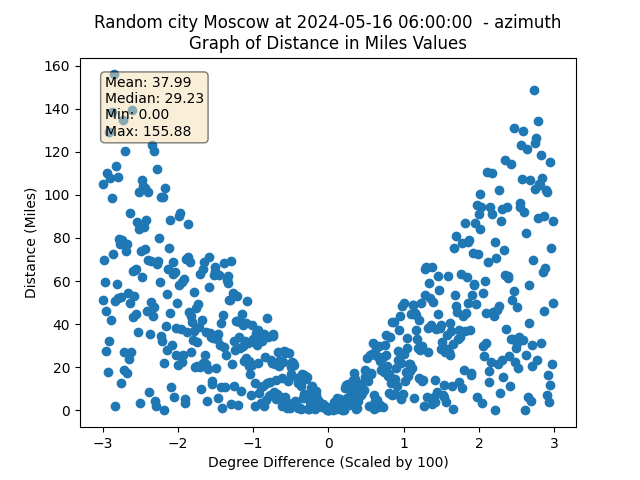 Random city Moscow at 2024-05-16 06:00:00  - azimuth
Graph of Distance in Miles Values
160
140
120
100
80
60
40
20
0
Distance (Miles)
Mean: 37.99
Median: 29.23
Min: 0.00
Max: 155.88
−3
−2
−1
0
1
2
3
Degree Difference (Scaled by 100)